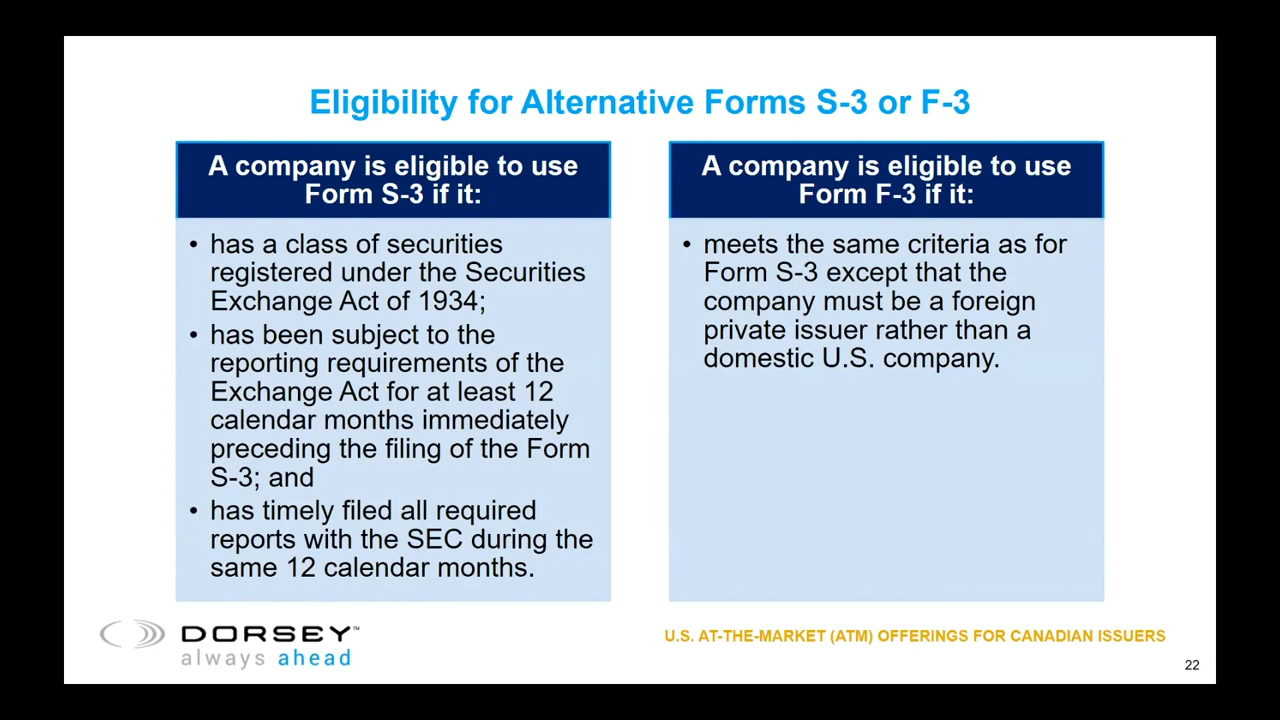 Eligibility for Alternative Forms S-3 or F-3
A company is eligible to use
Form S-3 if it:
• has a class of securities
registered under the Securities
Exchange Act of 1934;
• has been subject to the
reporting requirements of the
Exchange Act for at least 12
calendar months immediately
preceding the filing of the Form
S-3; and
• has timely filed all required
reports with the SEC during the
same 12 calendar months.
A company is eligible to use
Form F-3 if it:
• meets the same criteria as for
Form S-3 except that the
company must be a foreign
private issuer rather than a
domestic U.S. company.
DORSEY™
always ahead
U.S. AT-THE-MARKET (ATM) OFFERINGS FOR CANADIAN ISSUERS
22